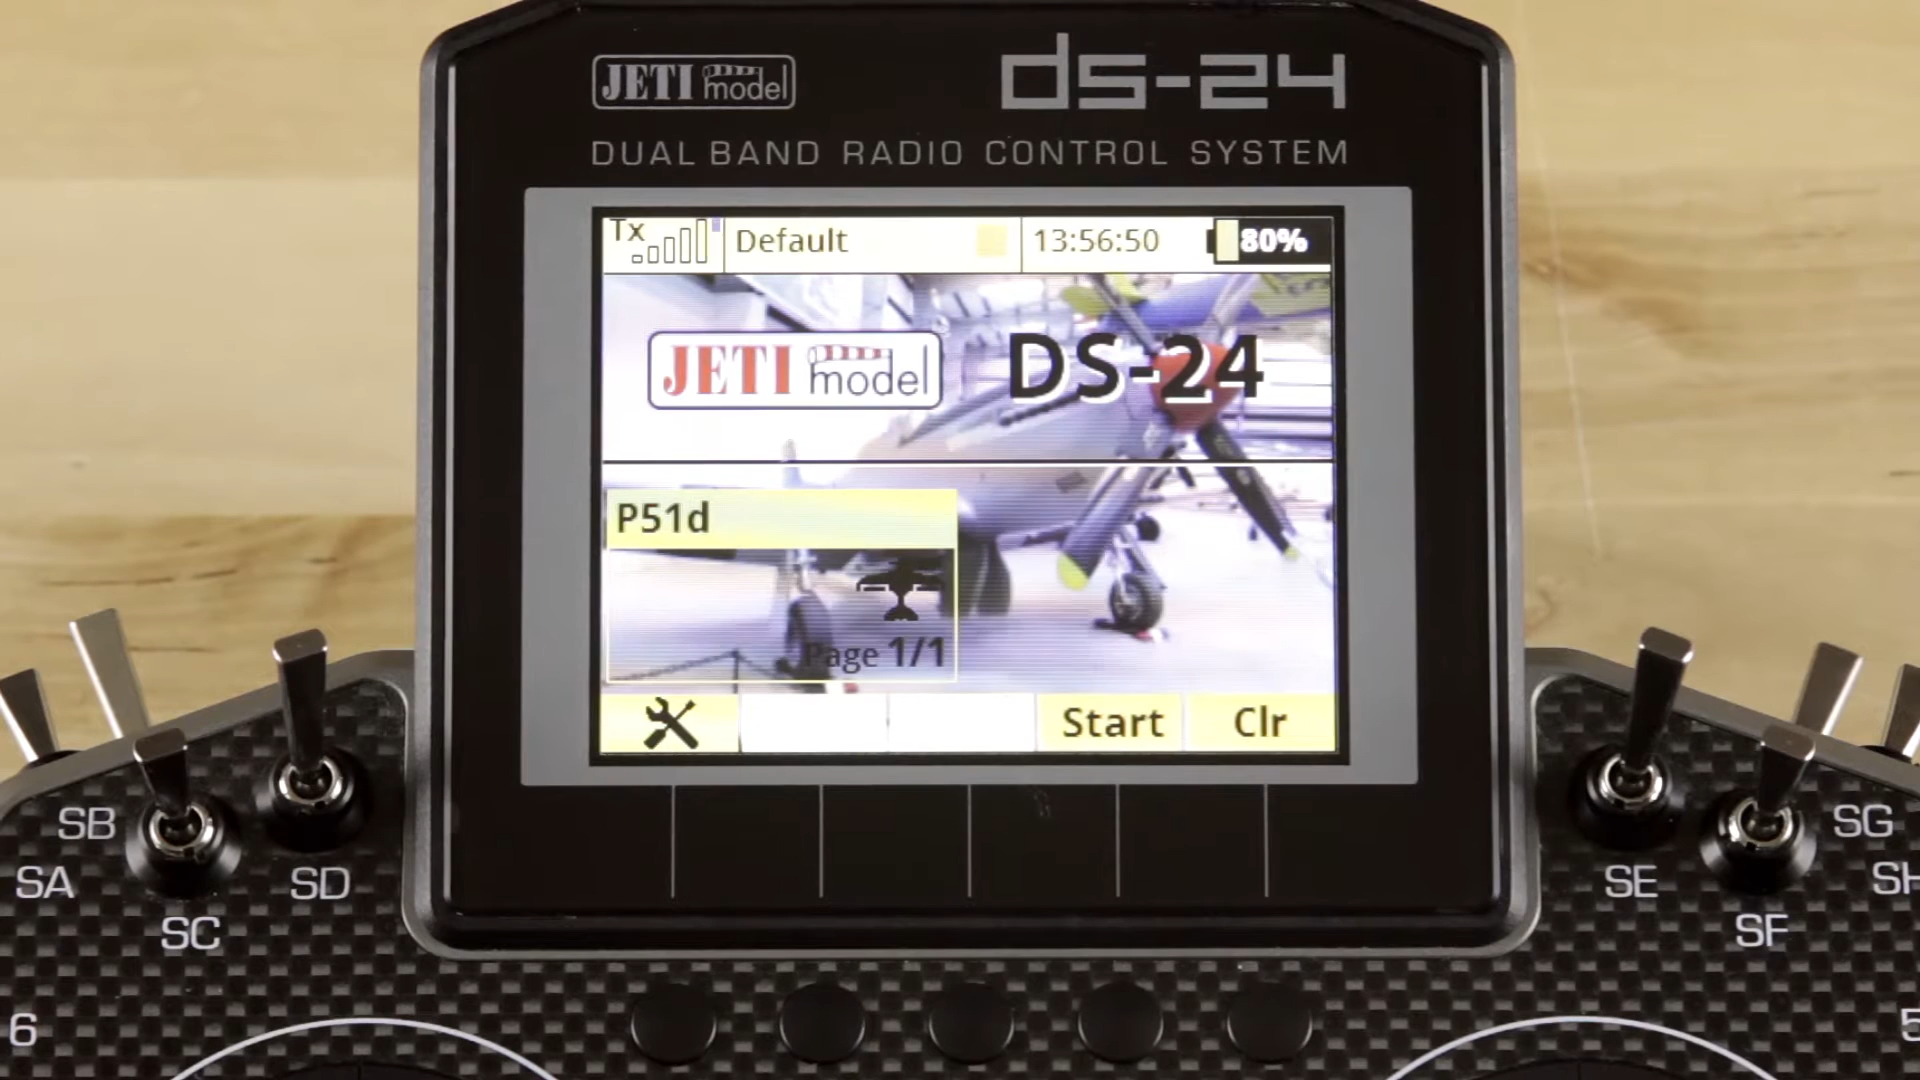 JETI model
ds-24
DUAL BAND RADIO CONTROL SYSTEM
Tx
Default
13:56:50
80%
JETI model
DS-24
P51d
Page 1/1
Start
Clr
SB
SA
SC
SD
SE
SF
SG
SH
6
5